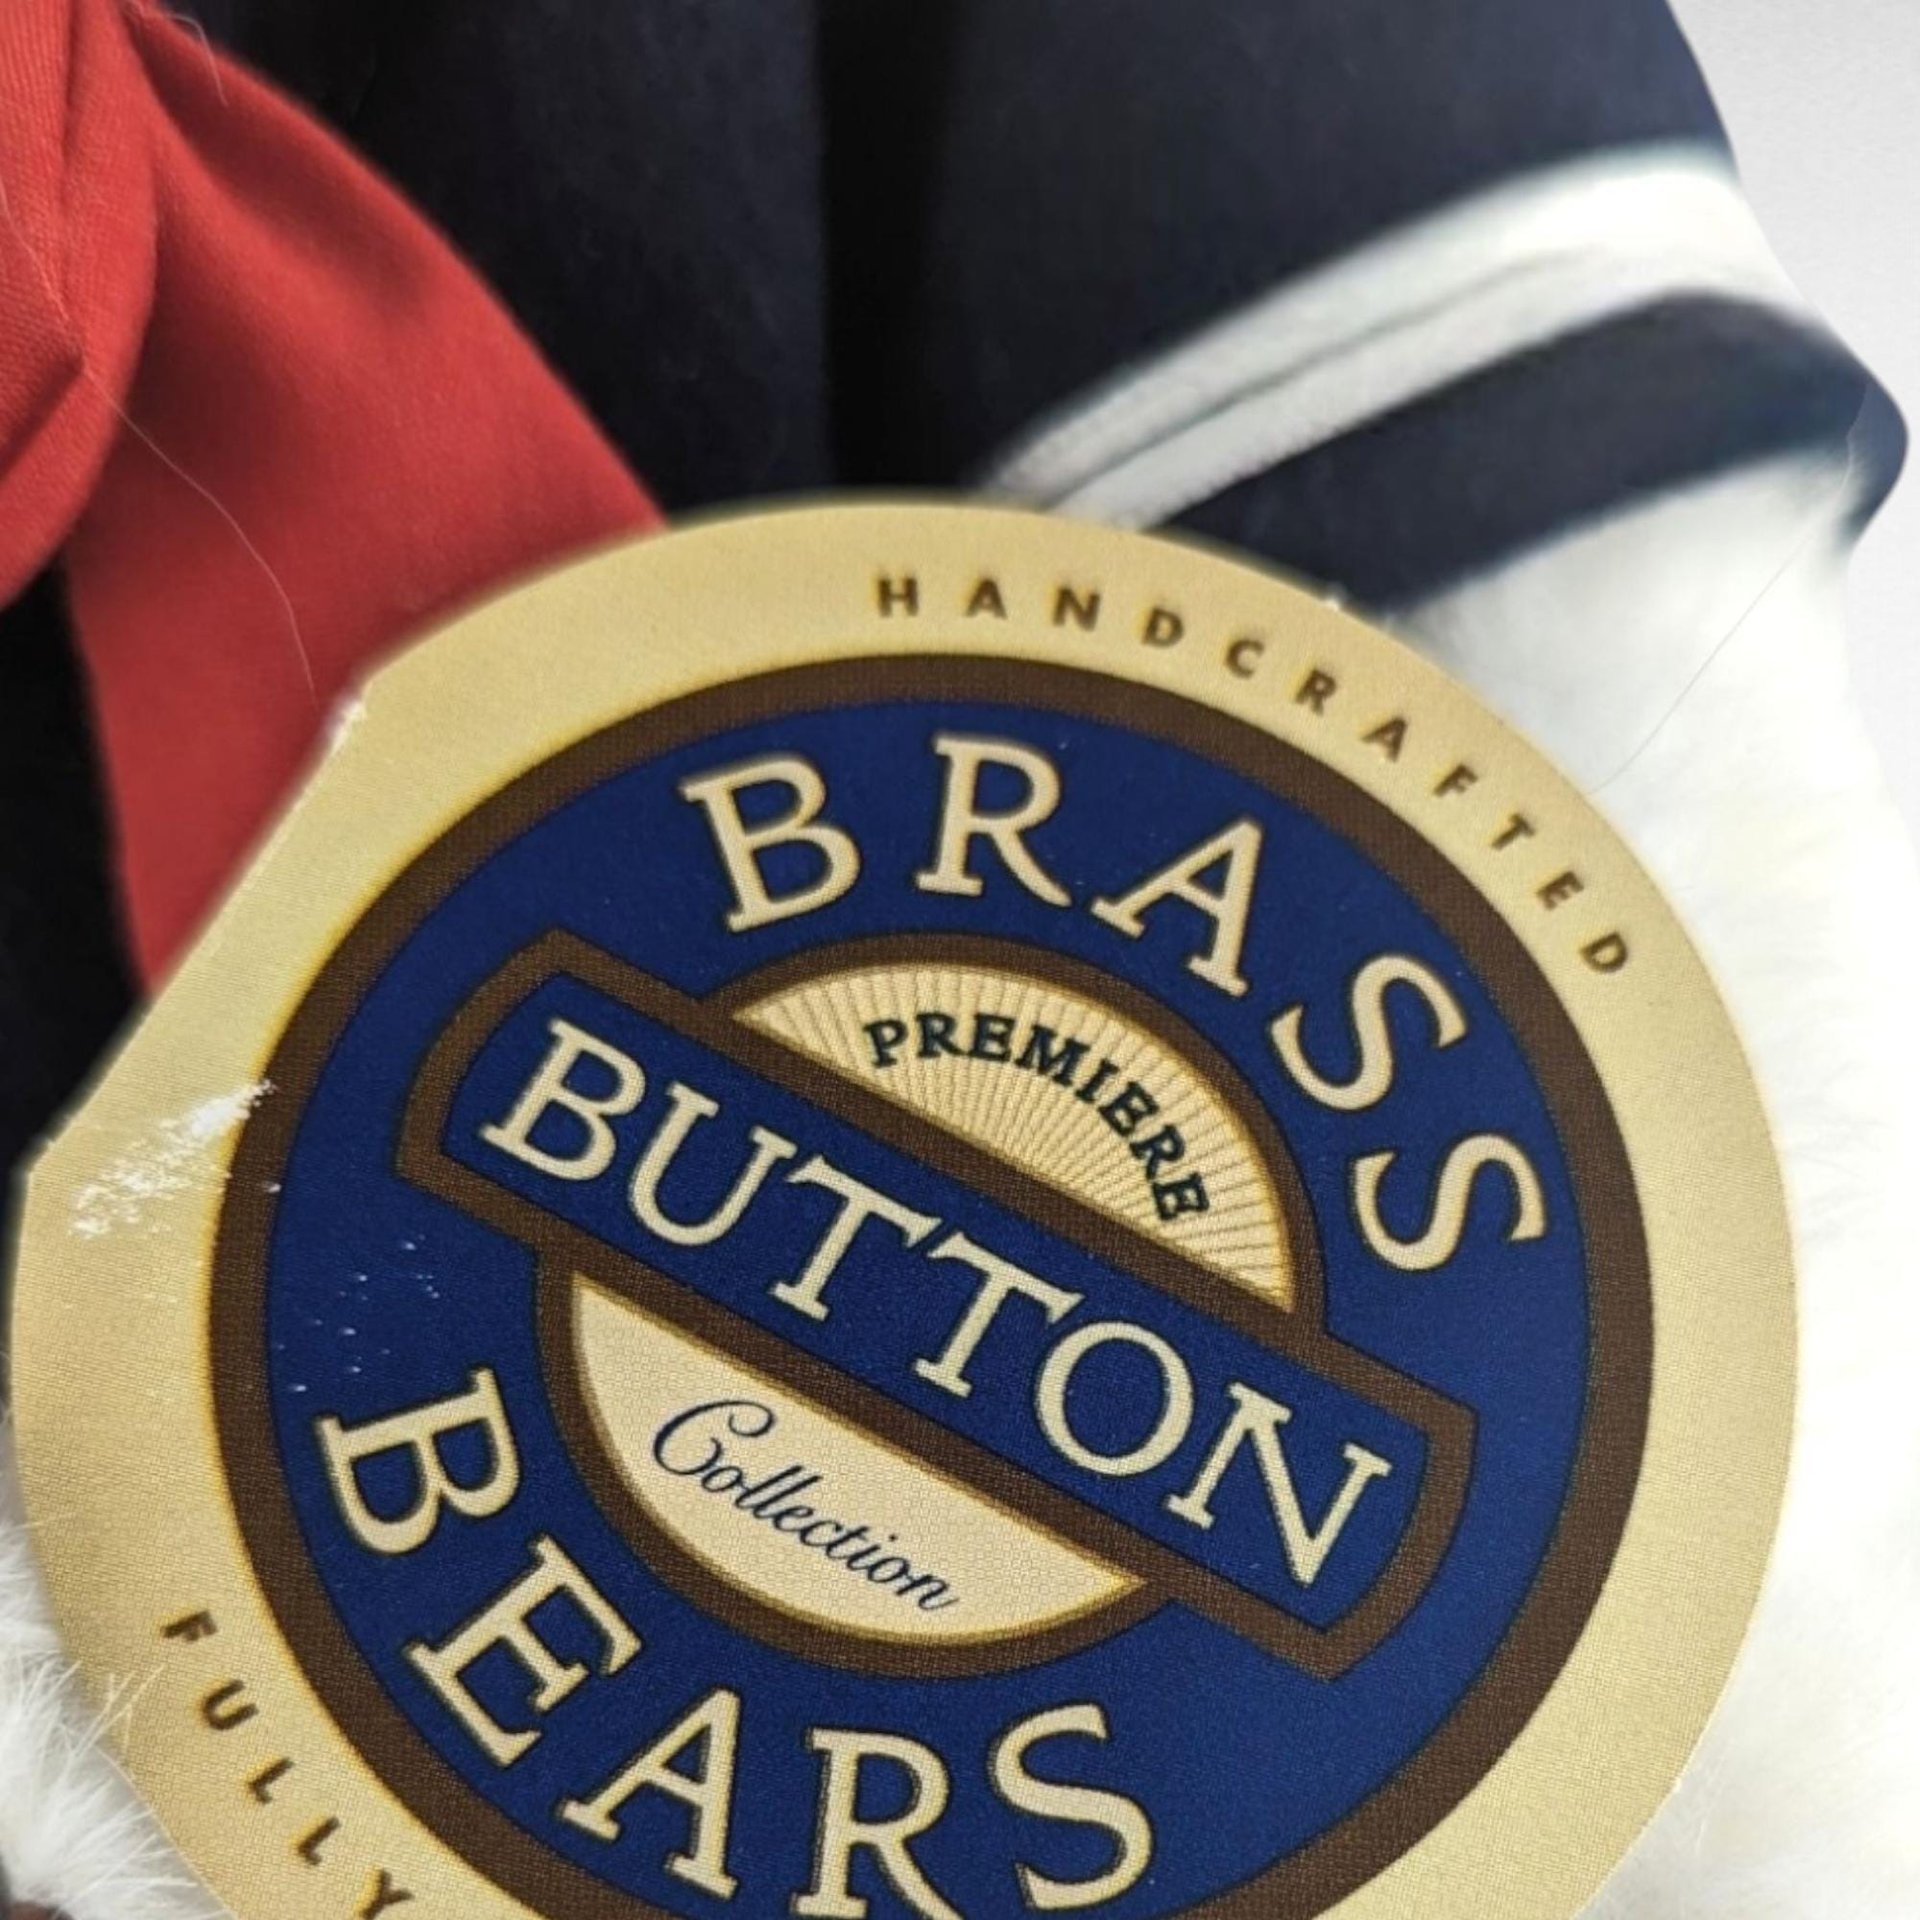 HANDCRAFTED
BRASS
PREMIERE
BUTTON
Collection
BEARS
FULLY